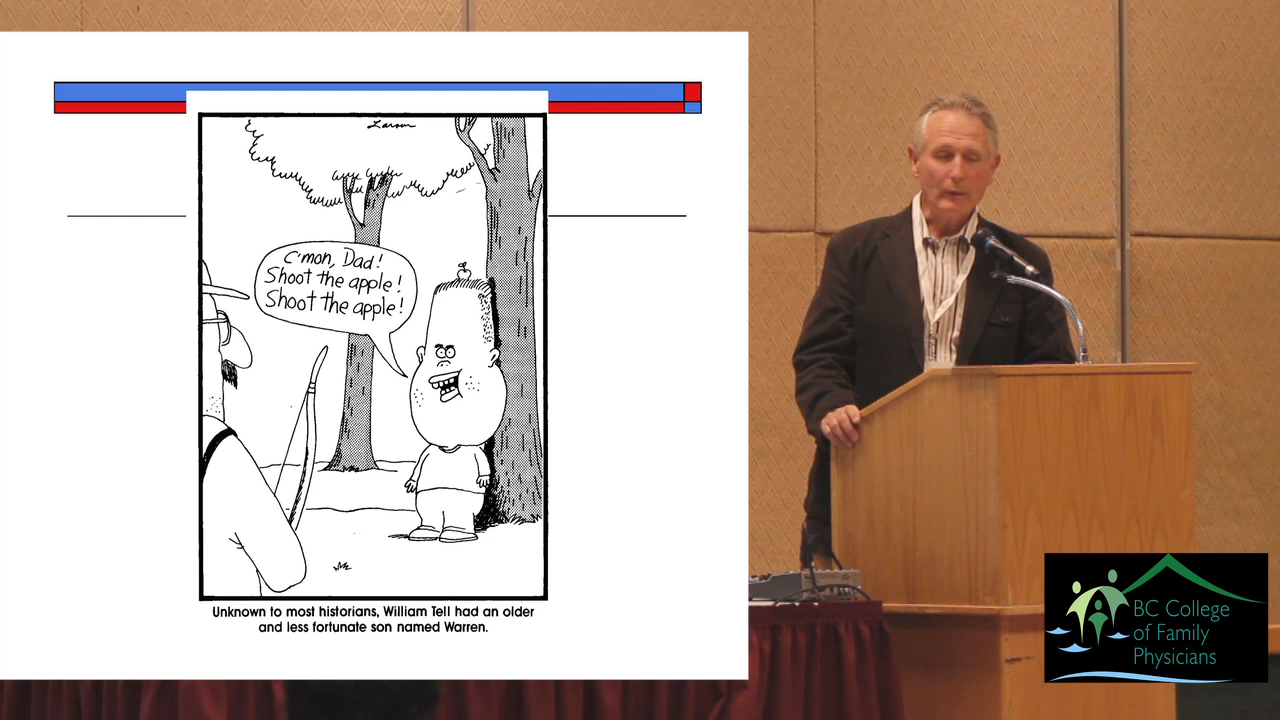 Larson
C'mon, Dad!
Shoot the apple!
Shoot the apple!
Unknown to most historians, William Tell had an older
and less fortunate son named Warren.
BC College
of Family
Physicians